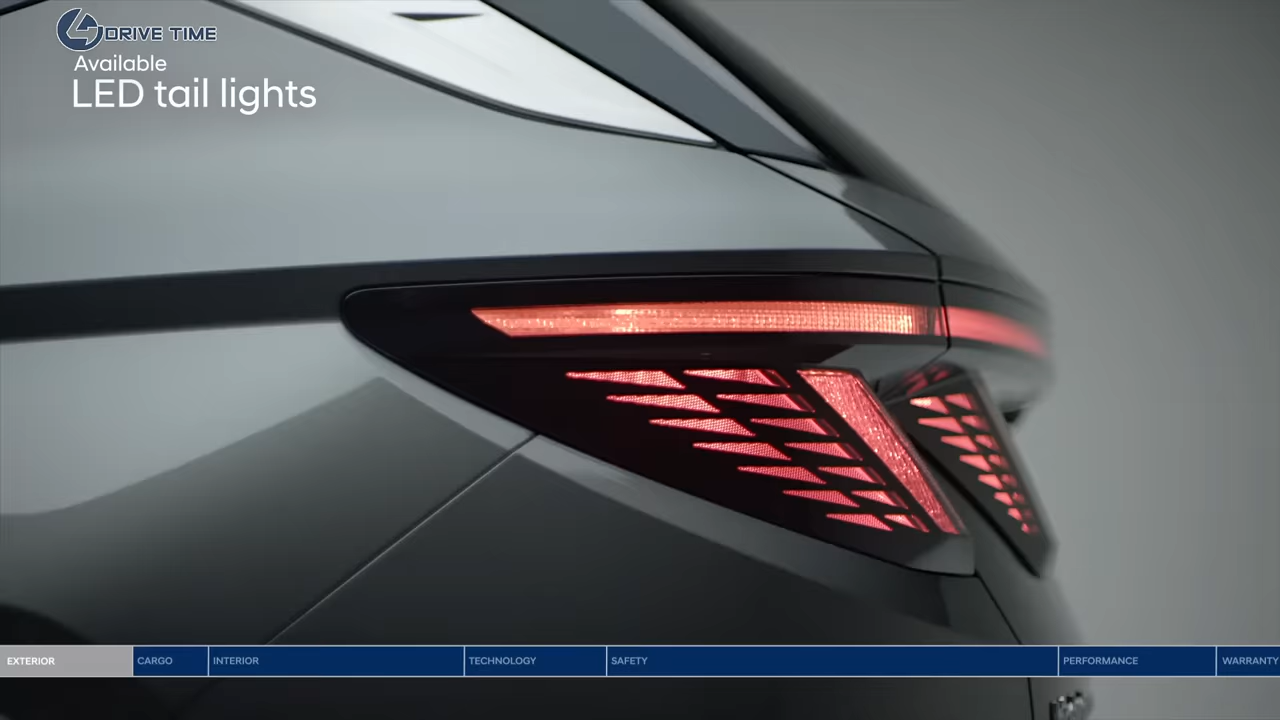 DRIVE TIME
Available
LED tail lights
EXTERIOR
CARGO
INTERIOR
TECHNOLOGY
SAFETY
PERFORMANCE
WARRANTY